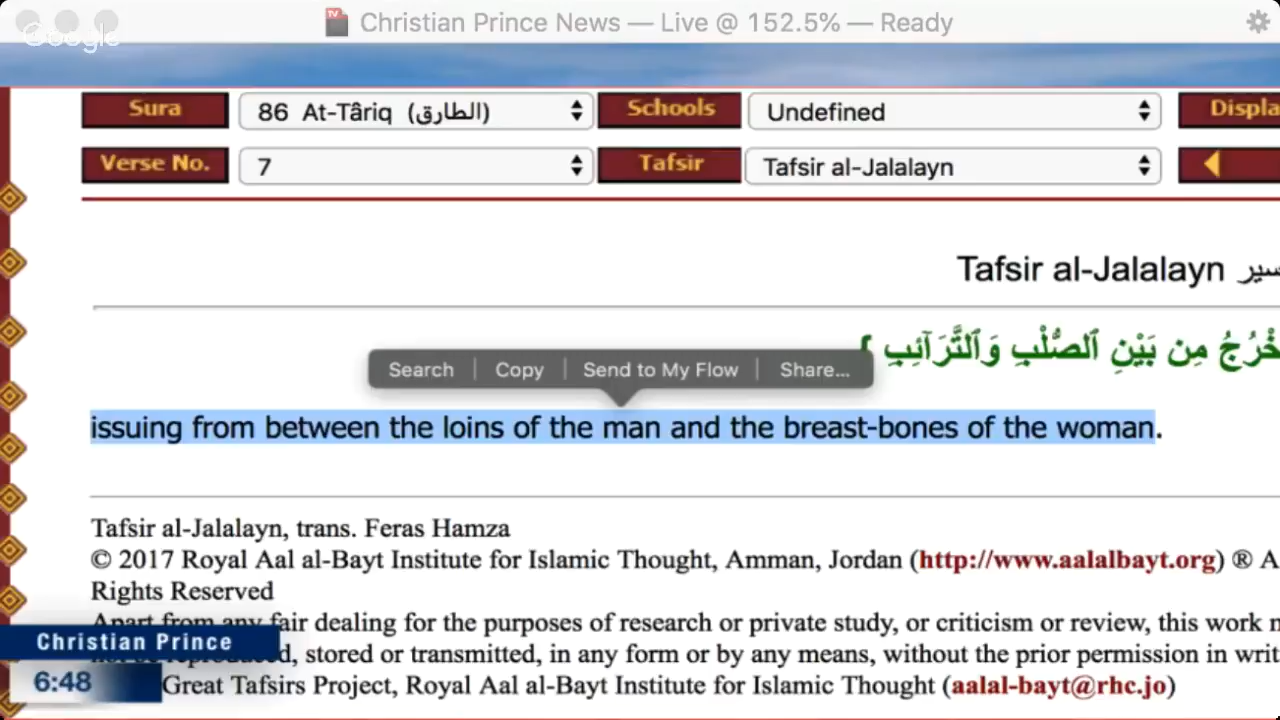 Christian Prince News — Live @ 152.5% — Ready
Google
Sura 86 At-Târiq (الطارق) Schools Undefined
Verse No. 7 Tafsir Tafsir al-Jalalayn
Tafsir al-Jalalayn
مِن بَيْنِ ٱلصُّلْبِ وَٱلتَّرَآئِبِ
Search Copy Send to My Flow Share...
issuing from between the loins of the man and the breast-bones of the woman.
Tafsir al-Jalalayn, trans. Feras Hamza
© 2017 Royal Aal al-Bayt Institute for Islamic Thought, Amman, Jordan (http://www.aalalbayt.org) ® A
Rights Reserved
Apart from any fair dealing for the purposes of research or private study, or criticism or review, this work
stored or transmitted, in any form or by any means, without the prior permission in
Great Tafsirs Project, Royal Aal al-Bayt Institute for Islamic Thought (aalal-bayt@rhc.jo)
Christian Prince
6:48